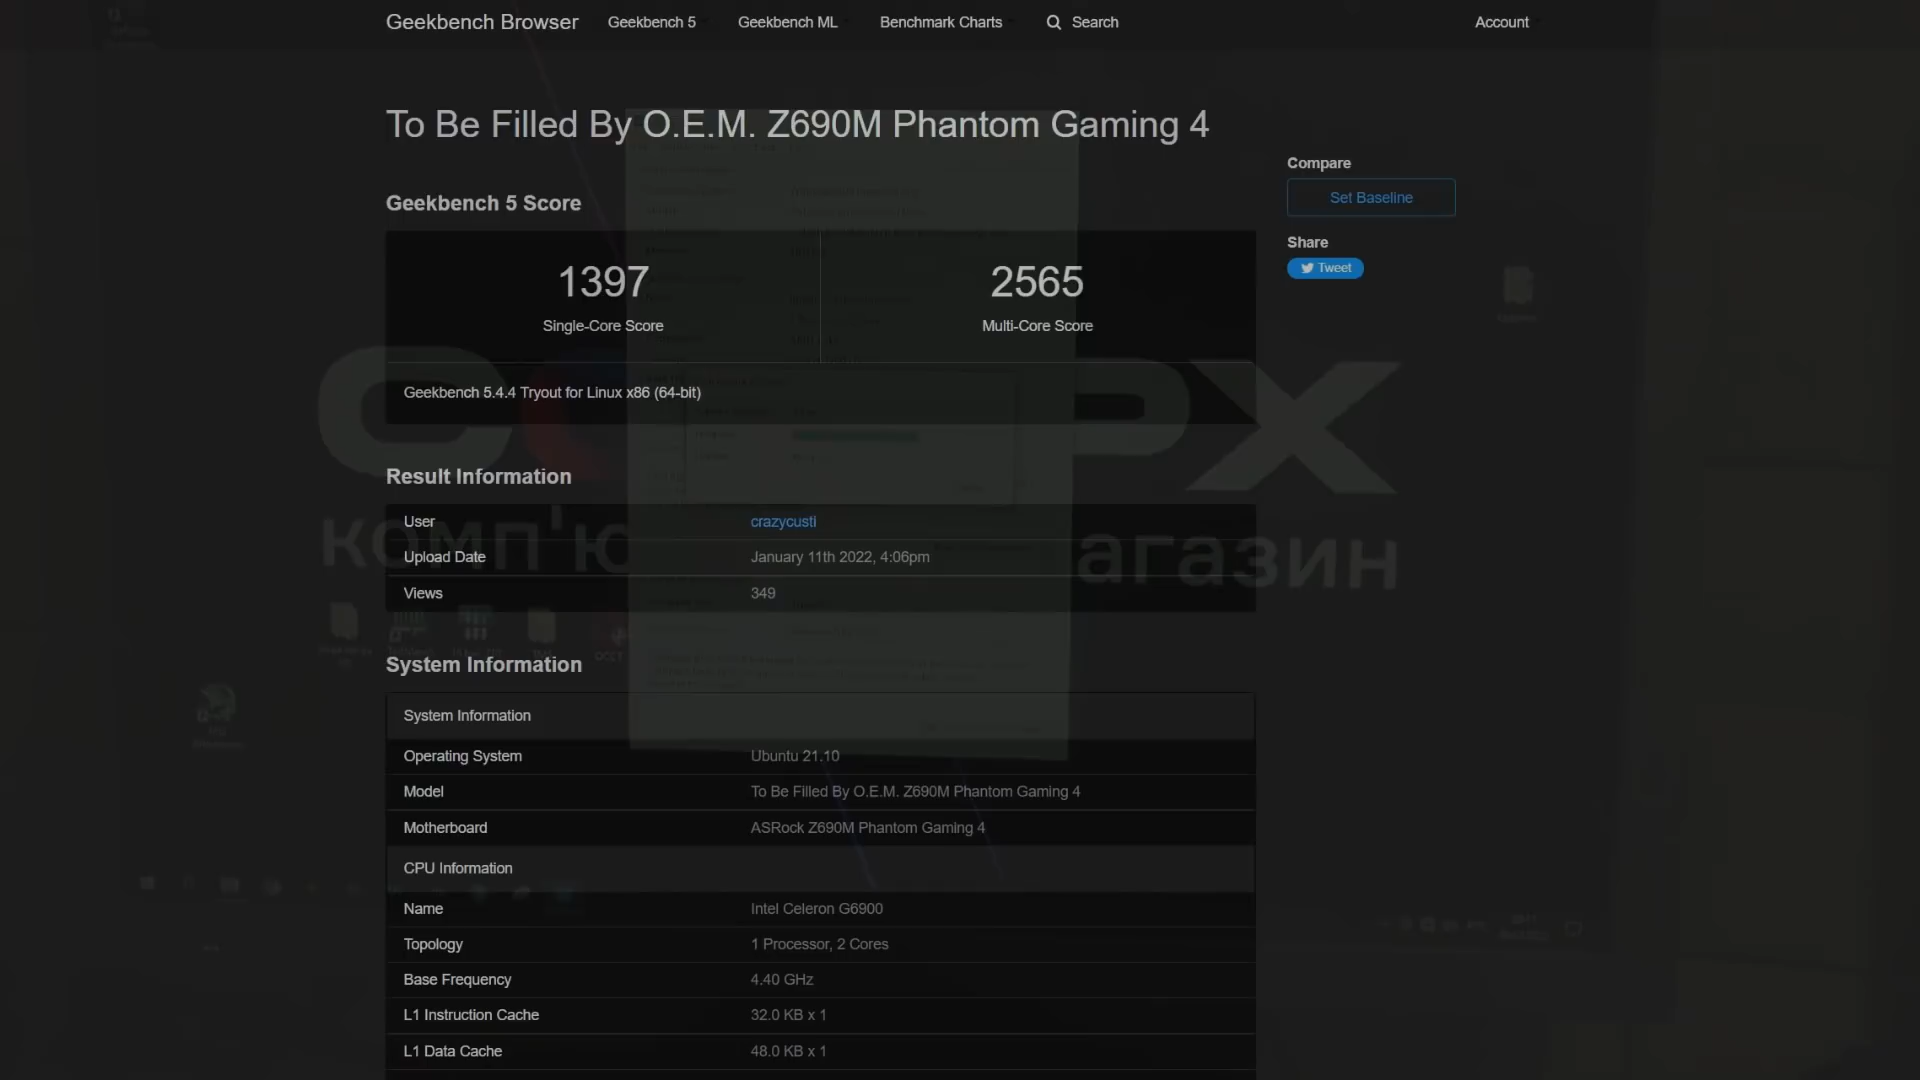 Geekbench Browser Geekbench 5 Geekbench ML Benchmark Charts Search Account
To Be Filled By O.E.M. Z690M Phantom Gaming 4
Compare
Set Baseline
Share
Tweet
Geekbench 5 Score
1397 2565
Single-Core Score Multi-Core Score
Geekbench 5.4.4 Tryout for Linux x86 (64-bit)
Result Information
User crazycusti
Upload Date January 11th 2022, 4:06pm
Views 349
System Information
System Information
Operating System Ubuntu 21.10
Model To Be Filled By O.E.M. Z690M Phantom Gaming 4
Motherboard ASRock Z690M Phantom Gaming 4
CPU Information
Name Intel Celeron G6900
Topology 1 Processor, 2 Cores
Base Frequency 4.40 GHz
L1 Instruction Cache 32.0 KB x 1
L1 Data Cache 48.0 KB x 1
OCCT